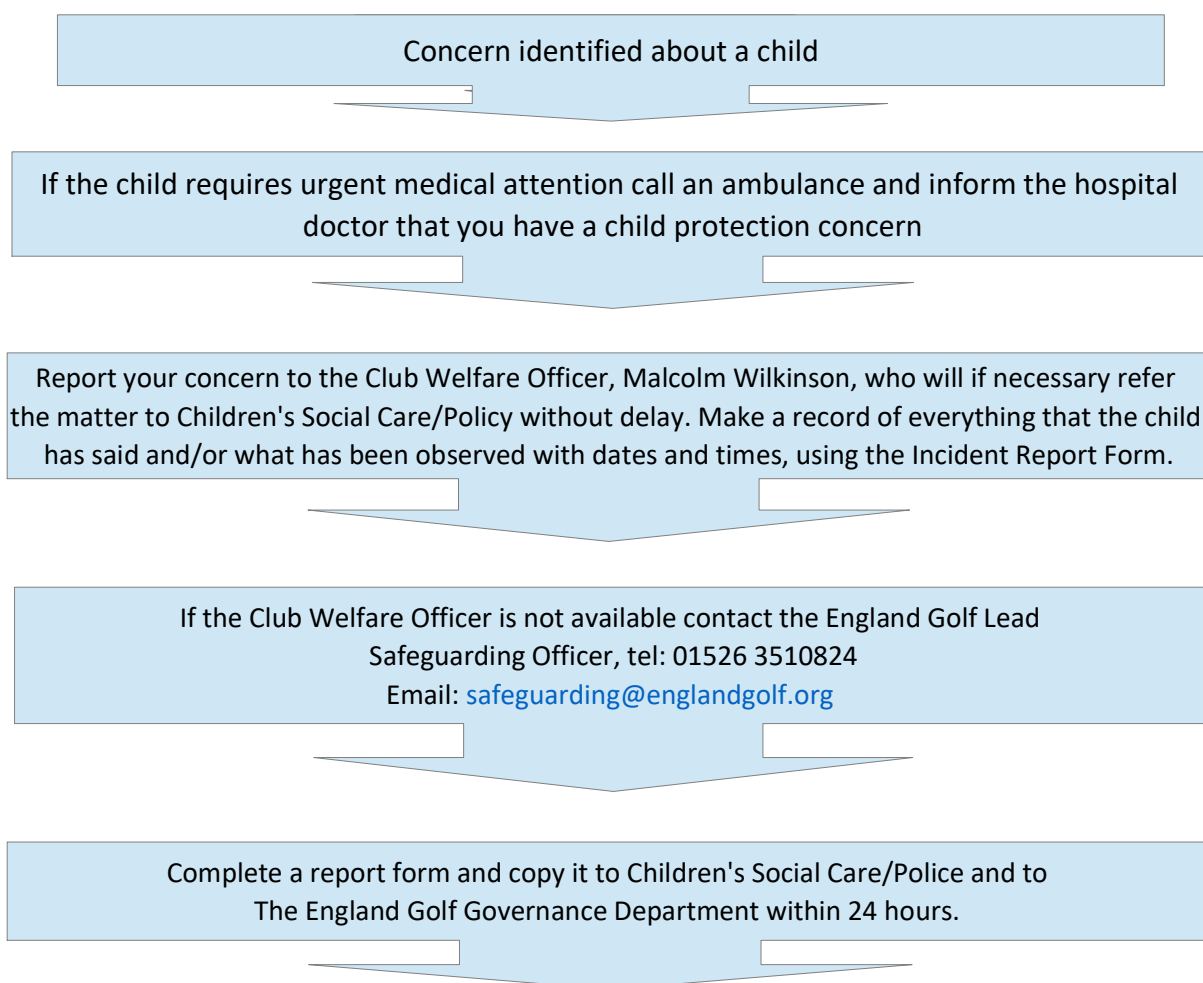 Concern identified about a child
If the child requires urgent medical attention call an ambulance and inform the hospital
doctor that you have a child protection concern
Report your concern to the Club Welfare Officer, Malcolm Wilkinson, who will if necessary refer
the matter to Children's Social Care/Policy without delay. Make a record of everything that the child
has said and/or what has been observed with dates and times, using the Incident Report Form.
If the Club Welfare Officer is not available contact the England Golf Lead
Safeguarding Officer, tel: 01526 3510824
Email: safeguarding@englandgolf.org
Complete a report form and copy it to Children's Social Care/Police and to
The England Golf Governance Department within 24 hours.